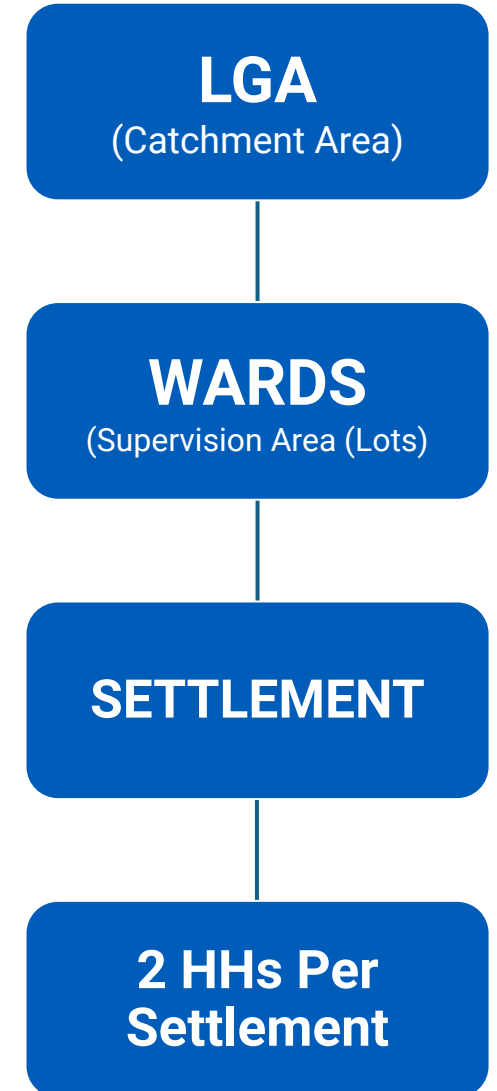 LGA
(Catchment Area)
WARDS
(Supervision Area (Lots)
SETTLEMENT
2 HHs Per
Settlement